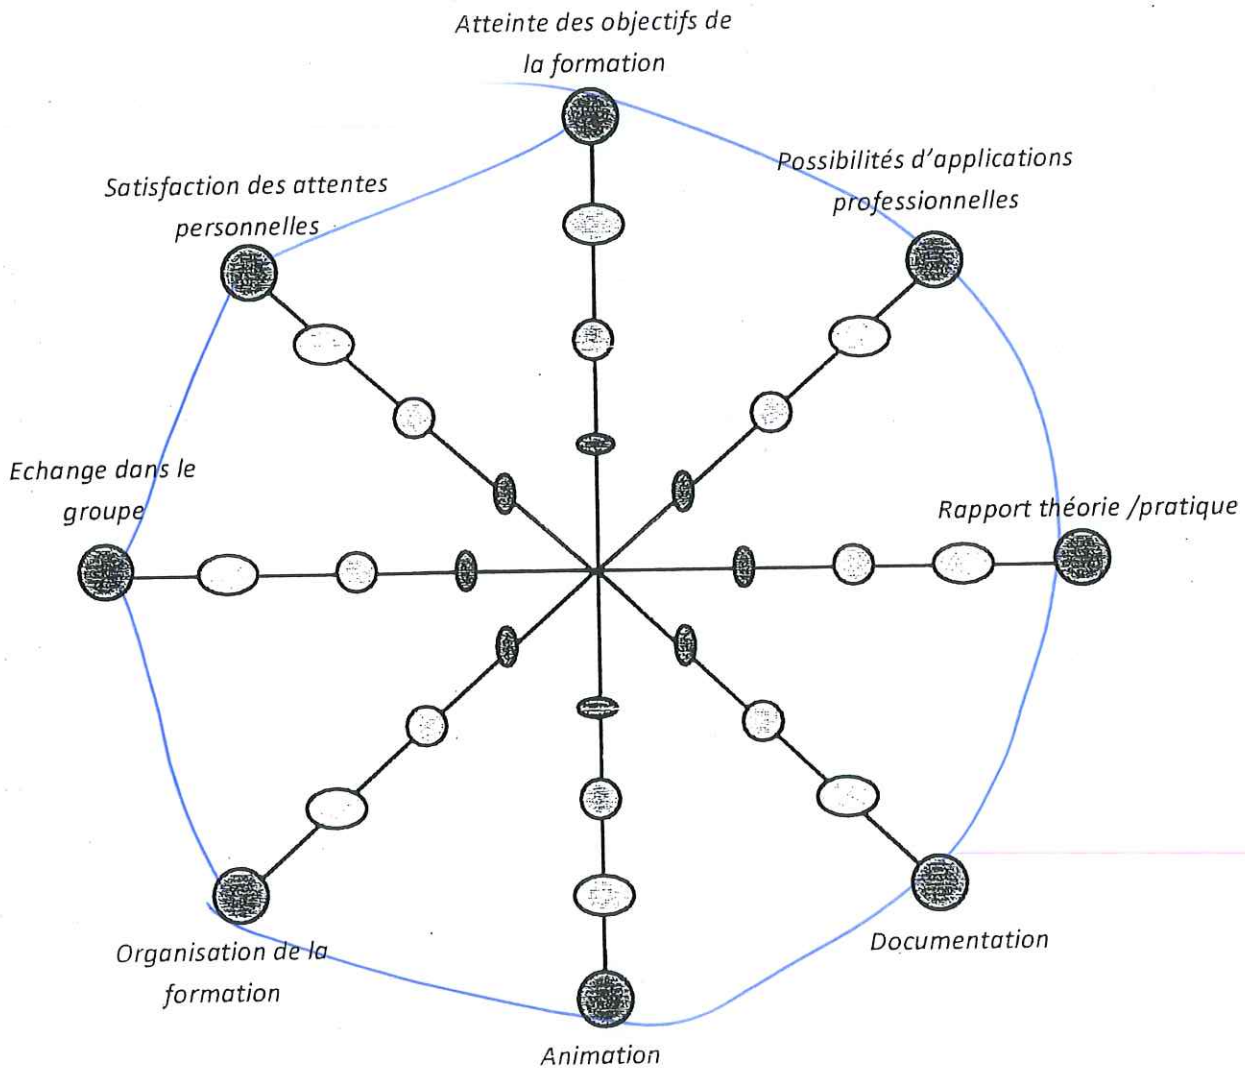 Atteinte des objectifs de
la formation
Possibilités d'applications
professionnelles
Satisfaction des attentes
personnelles
Echange dans le
groupe
Rapport théorie /pratique
Organisation de la
formation
Documentation
Animation